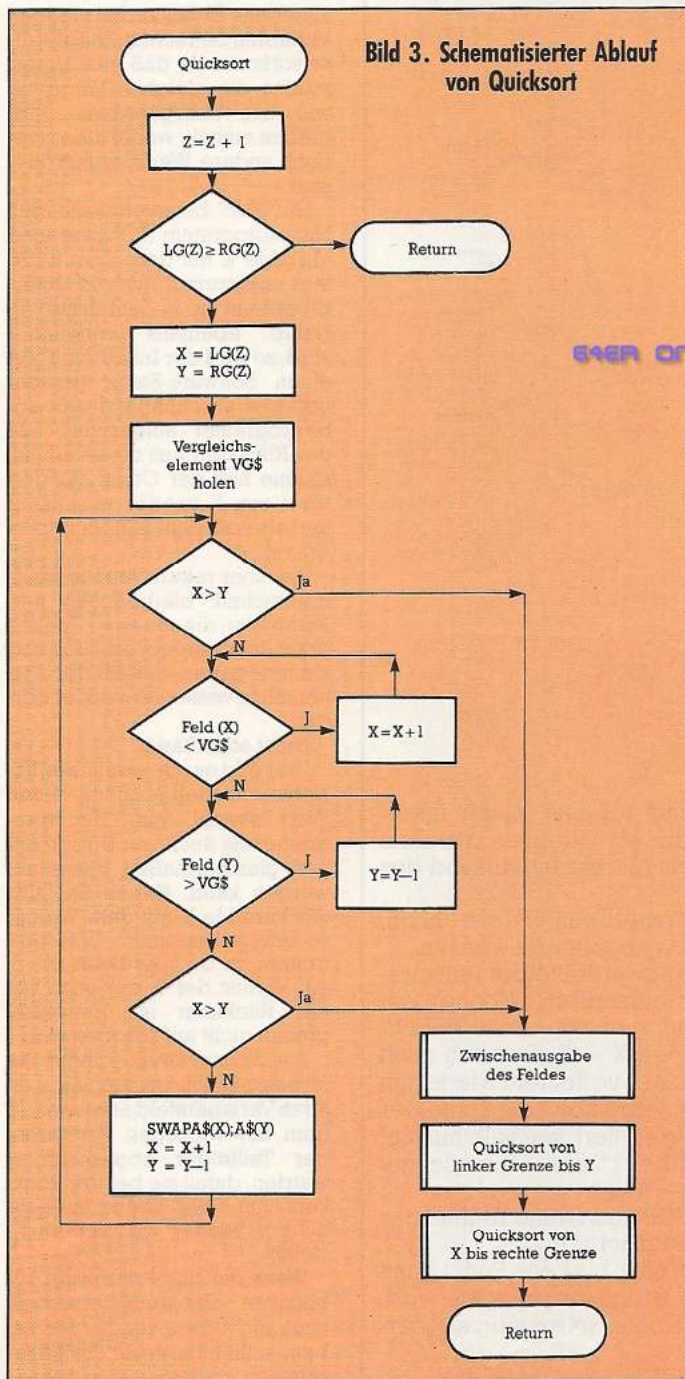 Bild 3. Schematisierter Ablauf
von Quicksort
Quicksort
Z=Z + 1
LG(Z) ≥ RG(Z)
Return
X = LG(Z)
Y = RG(Z)
64ER
Vergleichs-
element VG$
holen
X > Y
Ja
N
Feld (X)
< VG$
J
X=X+1
N
Feld (Y)
> VG$
J
Y=Y—1
N
X > Y
Ja
N
SWAPA$(X);A$(Y)
X = X+1
Y = Y—1
Zwischenausgabe
des Feldes
Quicksort von
linker Grenze bis Y
Quicksort von
X bis rechte Grenze
Return